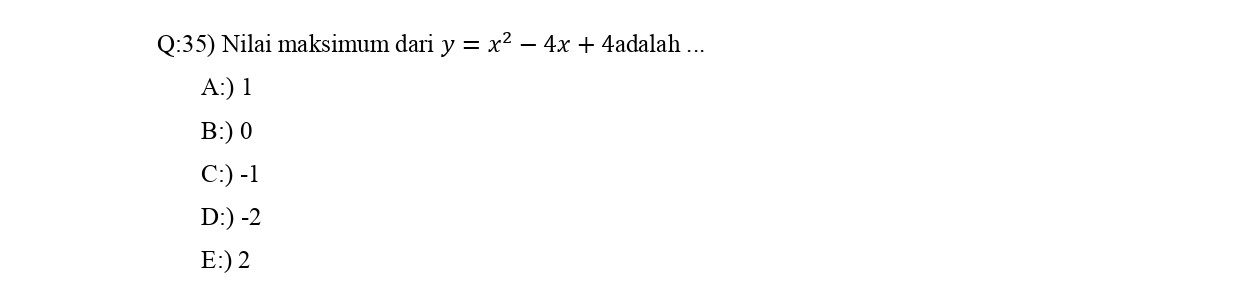 Q:35) Nilai maksimum dari y = x² − 4x + 4adalah ...
A:) 1
B:) 0
C:) -1
D:) -2
E:) 2